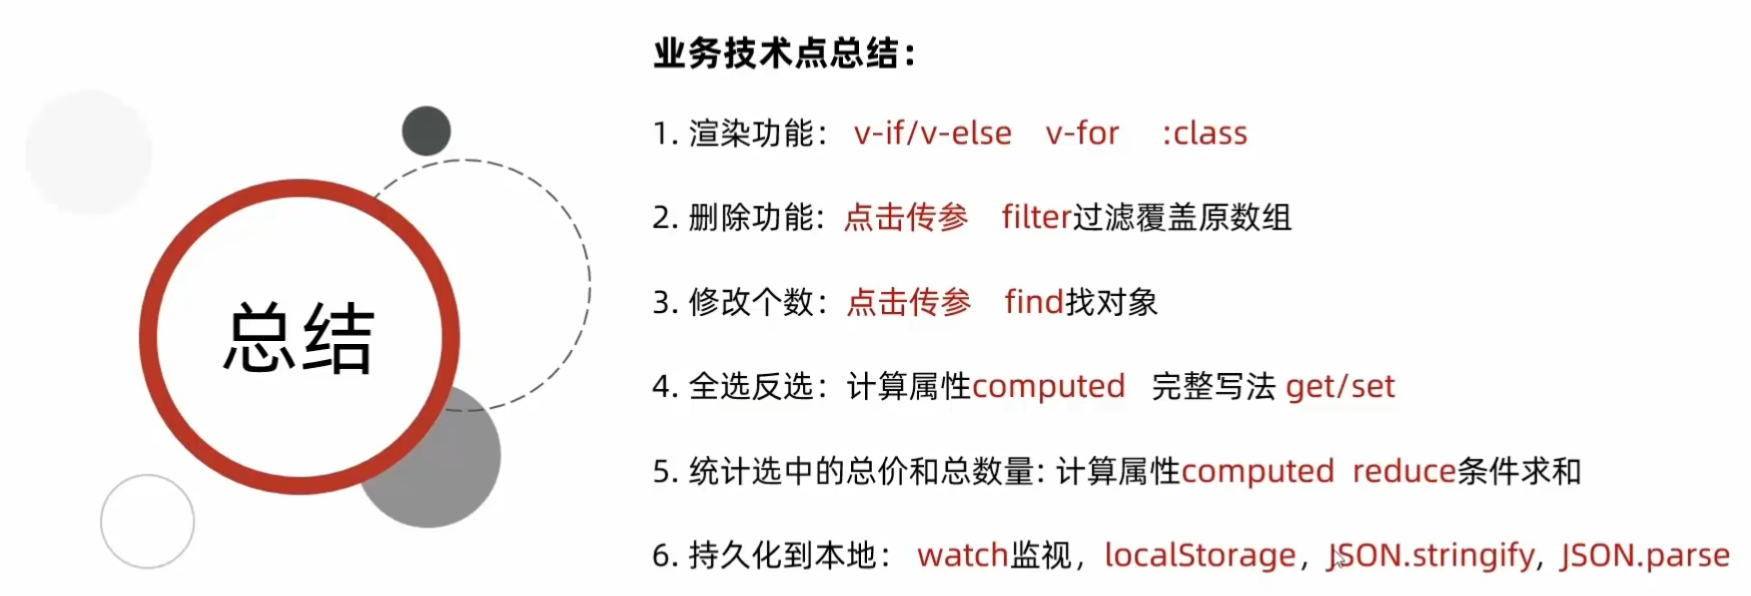 总结
业务技术点总结：
1. 渲染功能： v-if/v-else v-for :class
2. 删除功能：点击传参 filter过滤覆盖原数组
3. 修改个数：点击传参 find找对象
4. 全选反选：计算属性computed 完整写法 get/set
5. 统计选中的总价和总数量: 计算属性computed reduce条件求和
6. 持久化到本地： watch监视，localStorage，JSON.stringify, JSON.parse